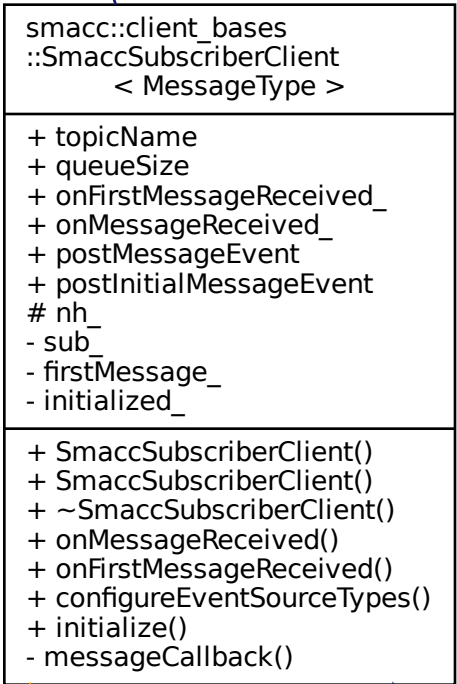 smacc::client_bases
::SmaccSubscriberClient
< MessageType >
+ topicName
+ queueSize
+ onFirstMessageReceived_
+ onMessageReceived_
+ postMessageEvent
+ postInitialMessageEvent
# nh_
- sub_
- firstMessage_
- initialized_
+ SmaccSubscriberClient()
+ SmaccSubscriberClient()
+ ~SmaccSubscriberClient()
+ onMessageReceived()
+ onFirstMessageReceived()
+ configureEventSourceTypes()
+ initialize()
- messageCallback()